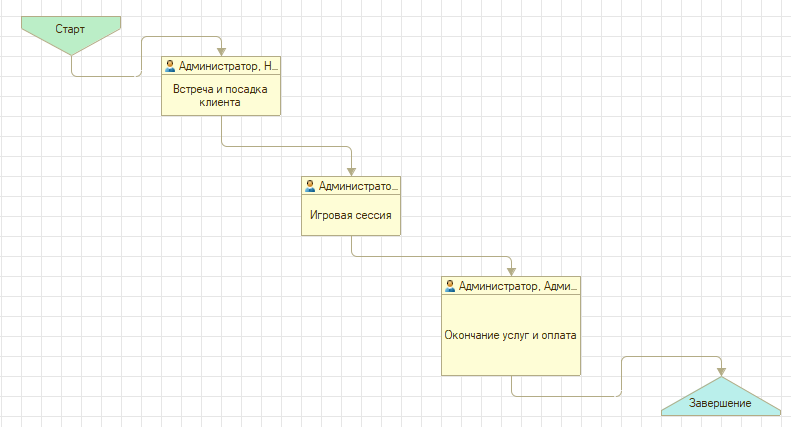 Старт
Администратор, Н...
Встреча и посадка
клиента
Администрато...
Игровая сессия
Администратор, Адми...
Окончание услуг и оплата
Завершение